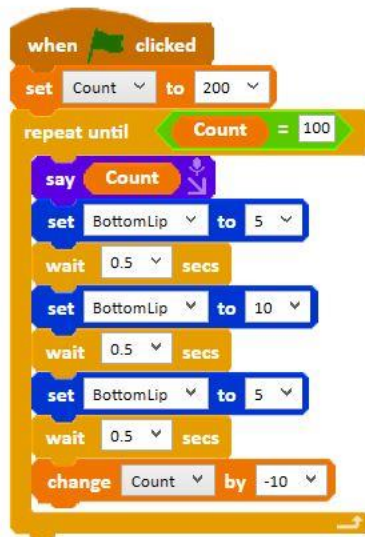 when clicked
set Count to 200
repeat until Count = 100
say Count
set BottomLip to 5
wait 0.5 secs
set BottomLip to 10
wait 0.5 secs
set BottomLip to 5
wait 0.5 secs
change Count by -10